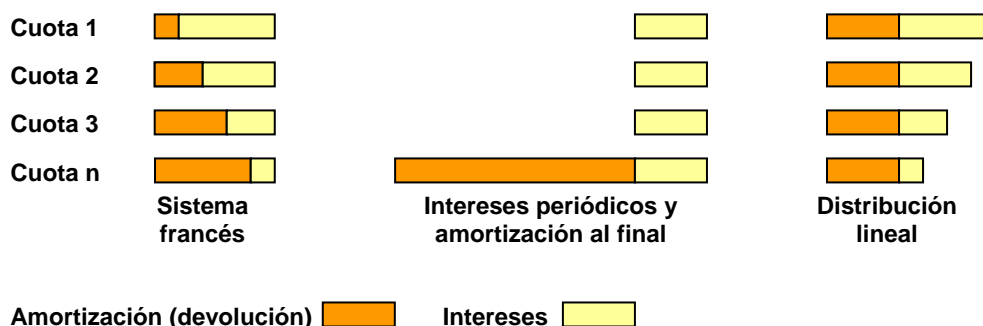 Cuota 1
Cuota 2
Cuota 3
Cuota n
Sistema
francés
Intereses periódicos y
amortización al final
Distribución
lineal
Amortización (devolución)
Intereses